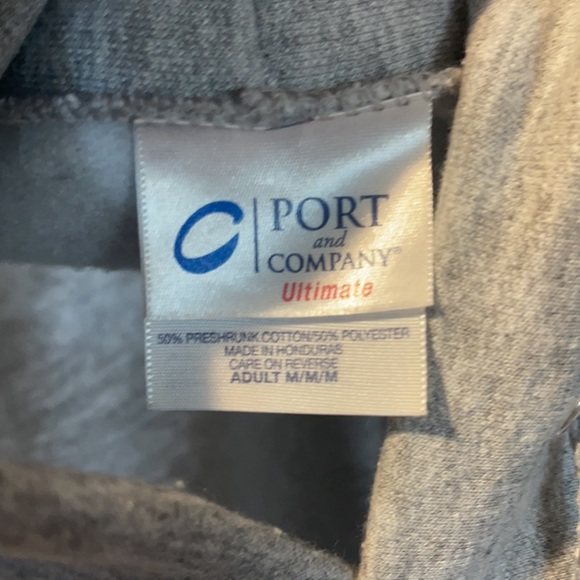 PORT
and
COMPANY®
Ultimate
50% PRESHRUNK COTTON/50% POLYESTER
MADE IN HONDURAS
CARE ON REVERSE
ADULT M/M/M